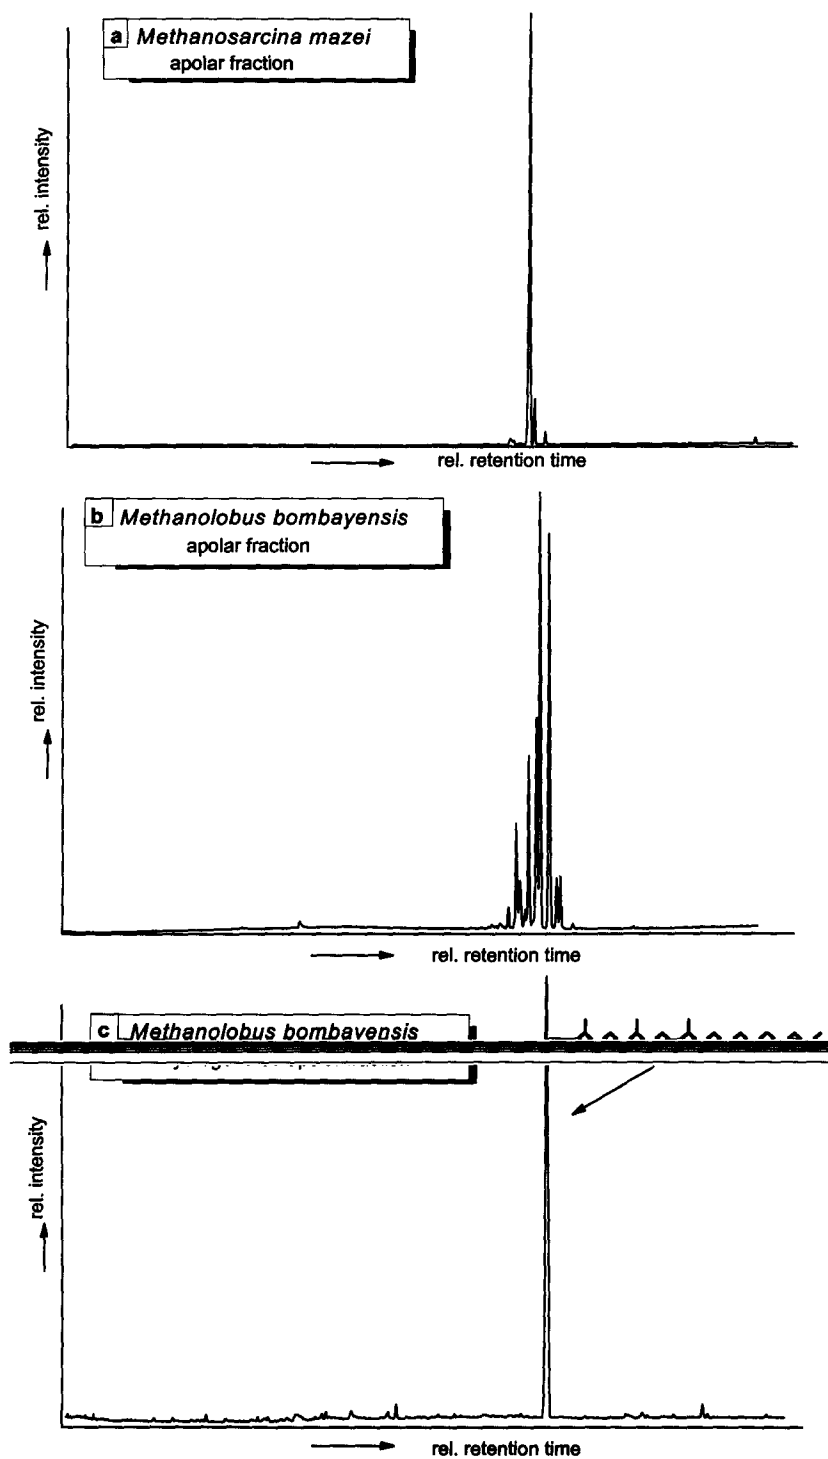 a Methanosarcina mazei
apolar fraction
rel. intensity
rel. retention time
b Methanolobus bombayensis
apolar fraction
rel. intensity
rel. retention time
c Methanolobus bombayensis
rel. intensity
rel. retention time